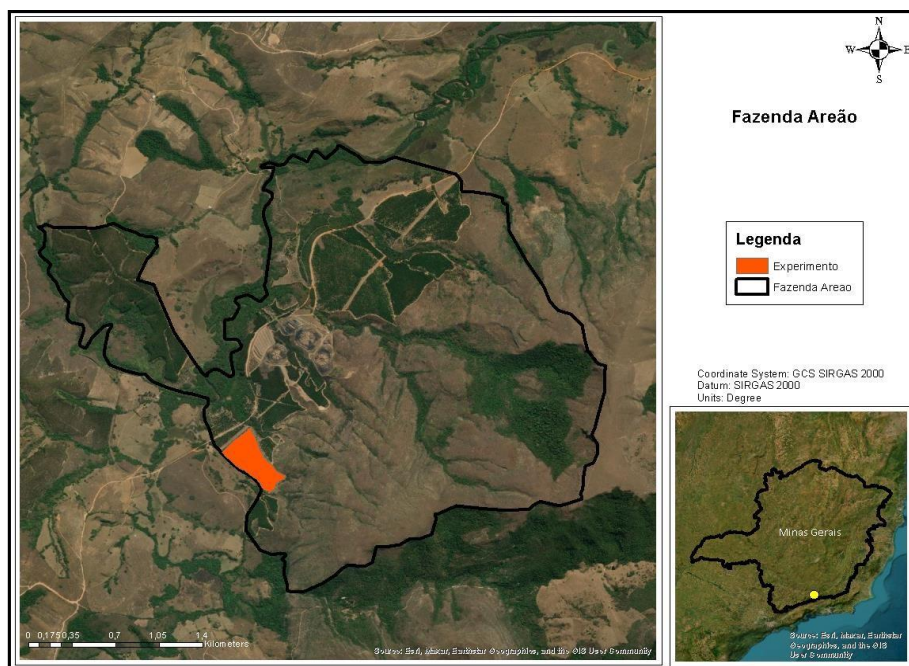 N
W E
S
Fazenda Areão
Legenda
Experimento
Fazenda Areao
Coordinate System: GCS SIRGAS 2000
Datum: SIRGAS 2000
Units: Degree
Minas Gerais
Source: Esri, Maxar, Earthstar
Geographics, and the GIS
User Community
0 0,175 0,35 0,7 1,05 1,4
Kilometers
Source: Esri, Maxar, Earthstar Geographics, and the GIS User Community